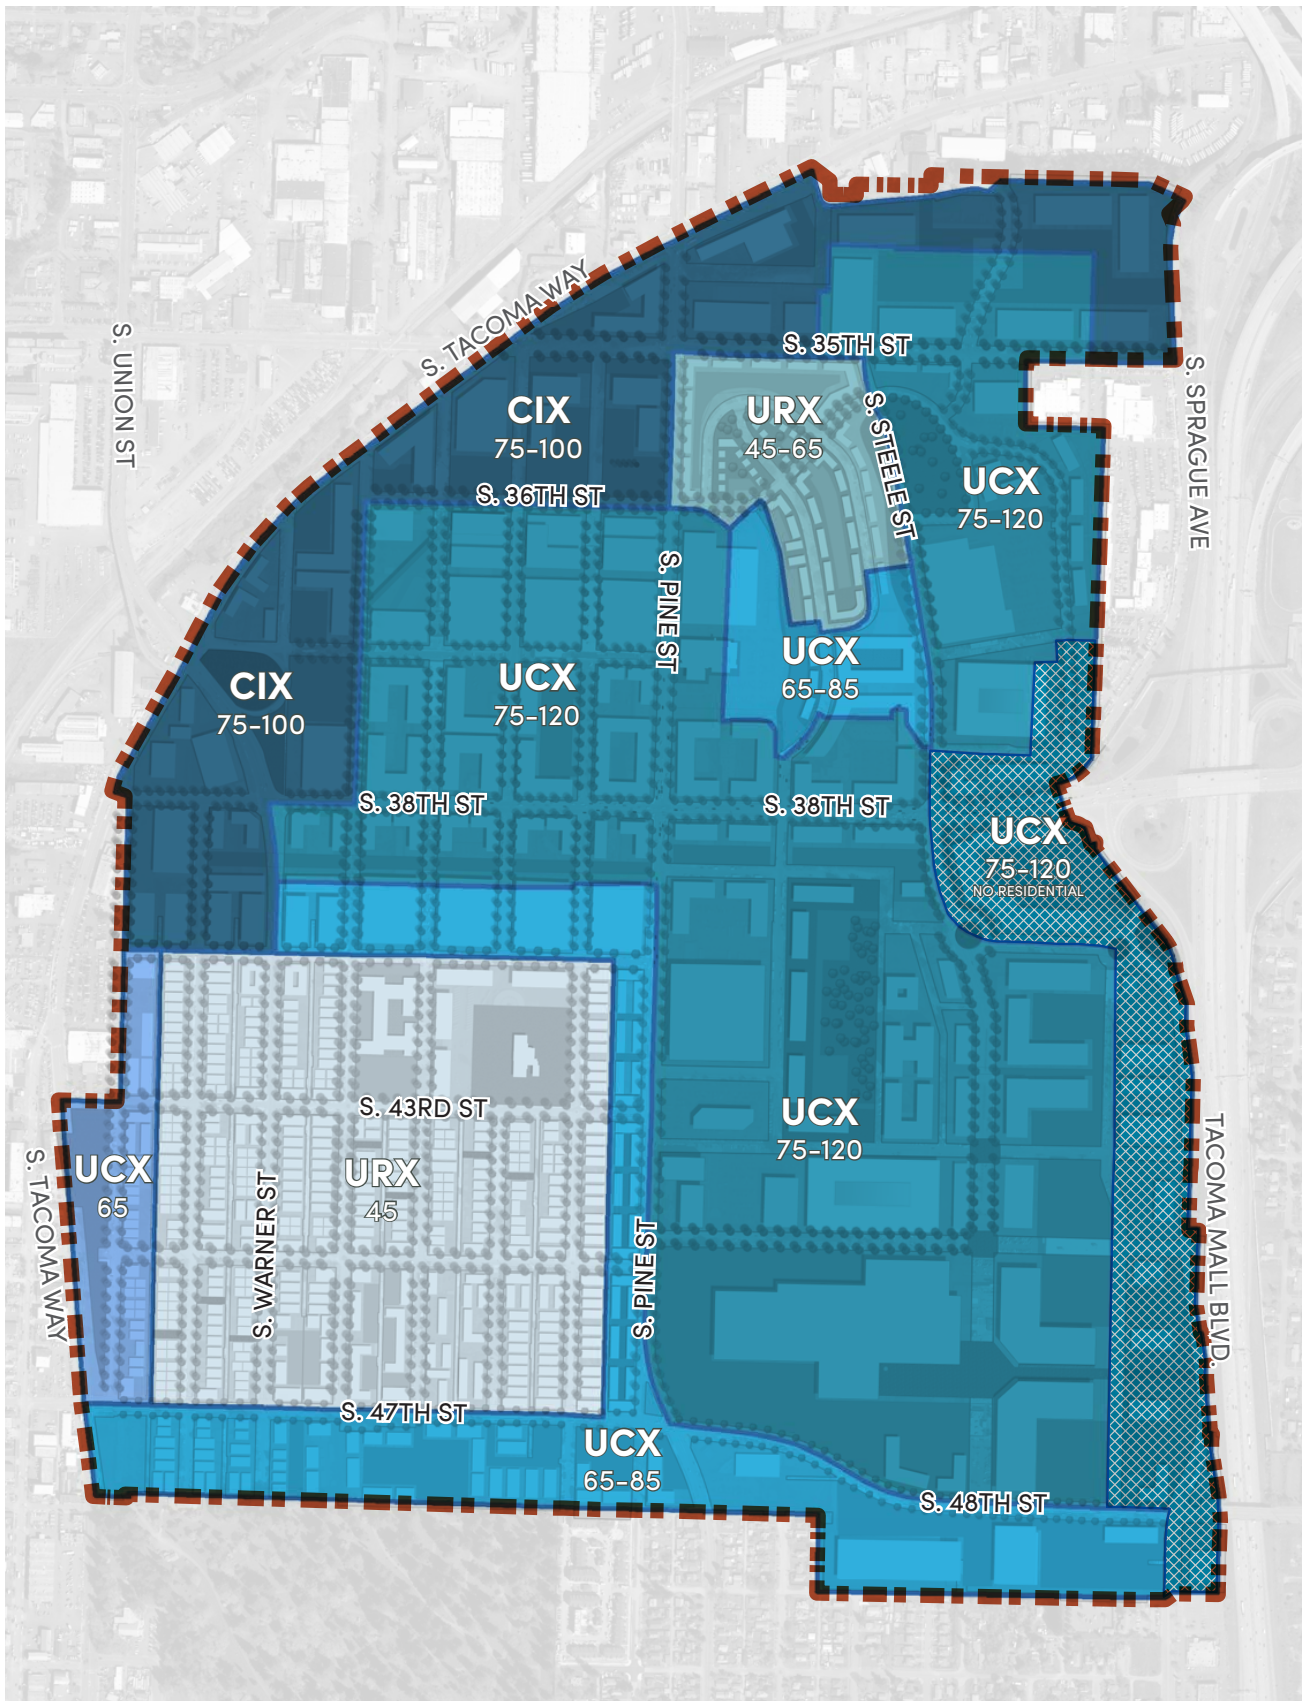 S. UNION ST
S. TACOMA WAY
S. 35TH ST
S. SPRAGUE AVE
CIX
75-100
URX
45-65
S. STEELE ST
UCX
75-120
S. 36TH ST
S. PINE ST
UCX
65-85
CIX
75-100
UCX
75-120
S. 38TH ST
S. 38TH ST
UCX
75-120
NO RESIDENTIAL
S. 43RD ST
UCX
75-120
UCX
65
URX
45
S. TACOMA WAY
S. WARNER ST
S. PINE ST
TACOMA MALL BLVD.
S. 47TH ST
UCX
65-85
S. 48TH ST